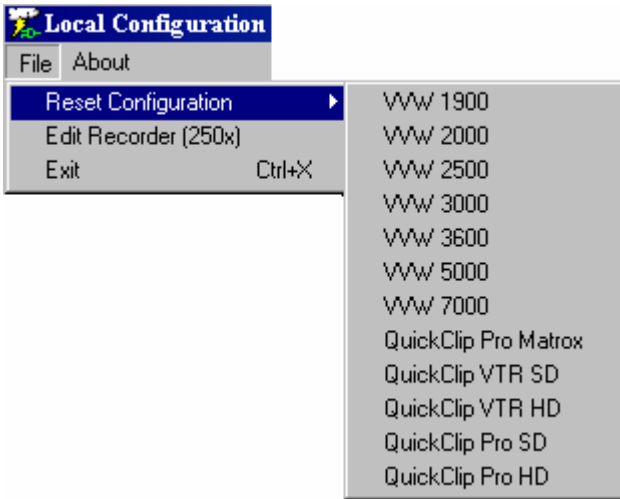 Local Configuration
File About
Reset Configuration
Edit Recorder (250x)
Exit Ctrl+X
VVW 1900
VVW 2000
VVW 2500
VVW 3000
VVW 3600
VVW 5000
VVW 7000
QuickClip Pro Matrox
QuickClip VTR SD
QuickClip VTR HD
QuickClip Pro SD
QuickClip Pro HD